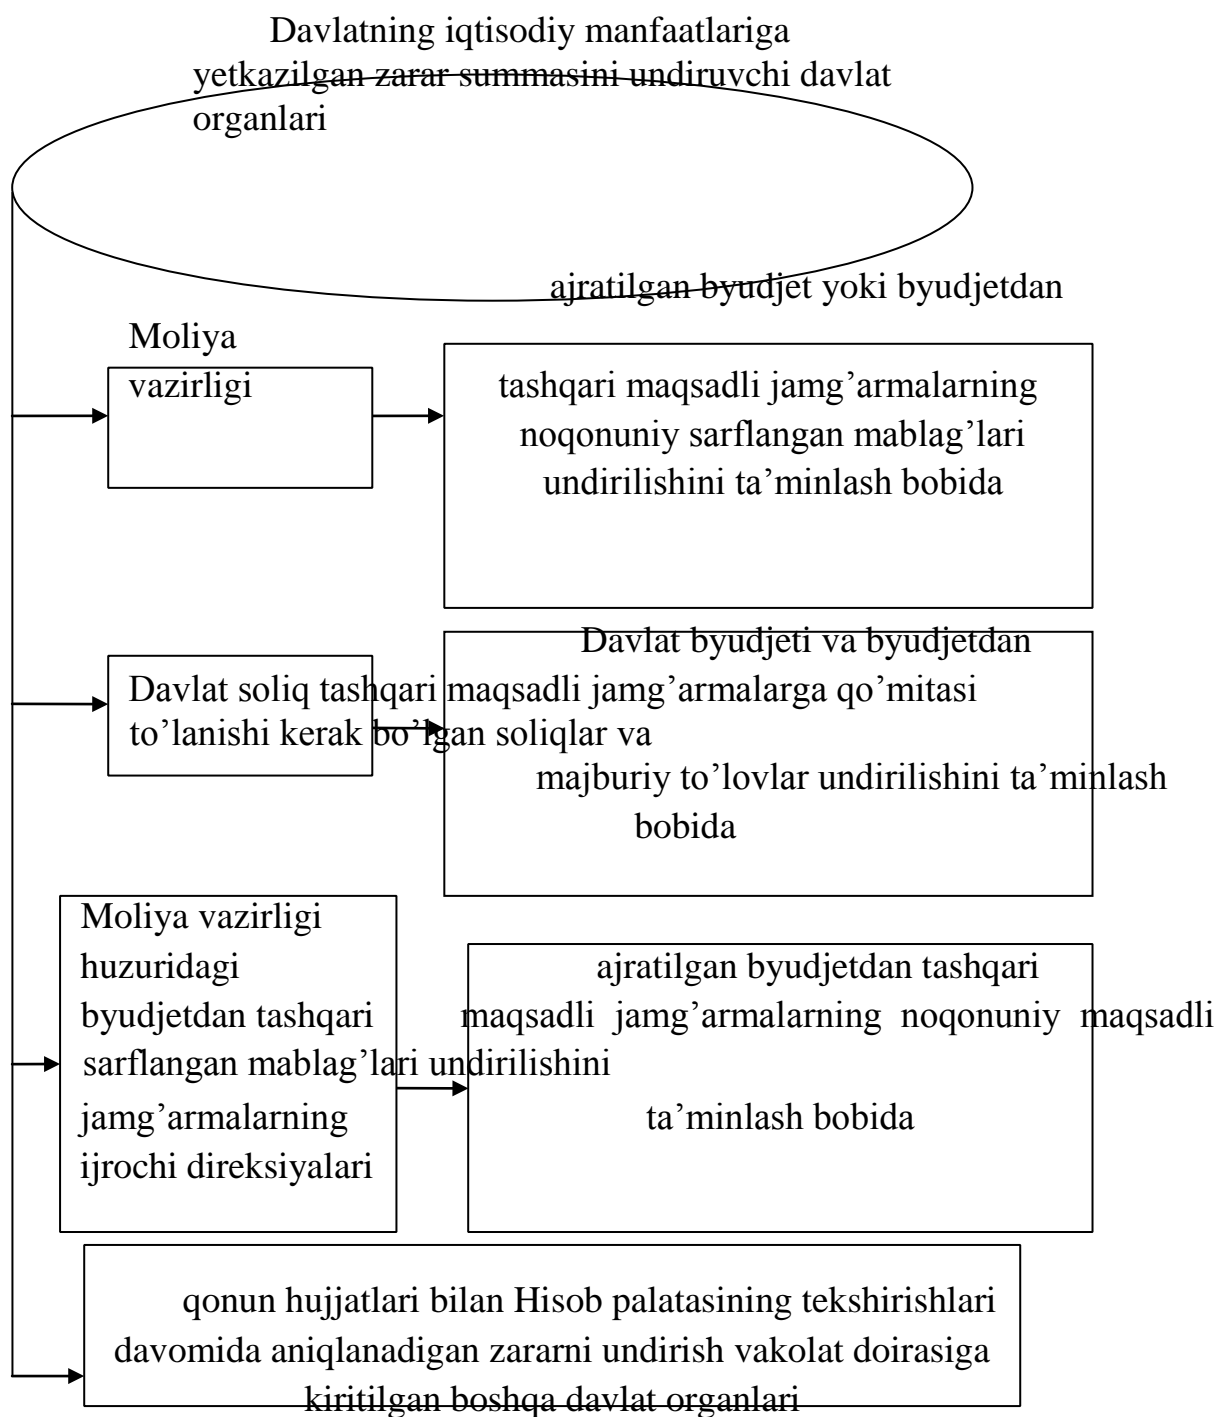 Davlatning iqtisodiy manfaatlariga
yetkazilgan zarar summasini undiruvchi davlat
organlari
ajratilgan byudjet yoki byudjetdan
Moliya
vazirligi
tashqari maqsadli jamg’armalarning
noqonuniy sarflangan mablag’lari
undirilishini ta’minlash bobida
Davlat byudjeti va byudjetdan
Davlat soliq tashqari maqsadli jamg’armalarga qo’mitasi
to’lanishi kerak bo’lgan soliqlar va
majburiy to’lovlar undirilishini ta’minlash
bobida
Moliya vazirligi
huzuridagi ajratilgan byudjetdan tashqari
byudjetdan tashqari maqsadli jamg’armalarning noqonuniy maqsadli
sarflangan mablag’lari undirilishini
jamg’armalarning ta’minlash bobida
ijrochi direksiyalari
qonun hujjatlari bilan Hisob palatasining tekshirishlari
davomida aniqlanadigan zararni undirish vakolat doirasiga
kiritilgan boshqa davlat organlari